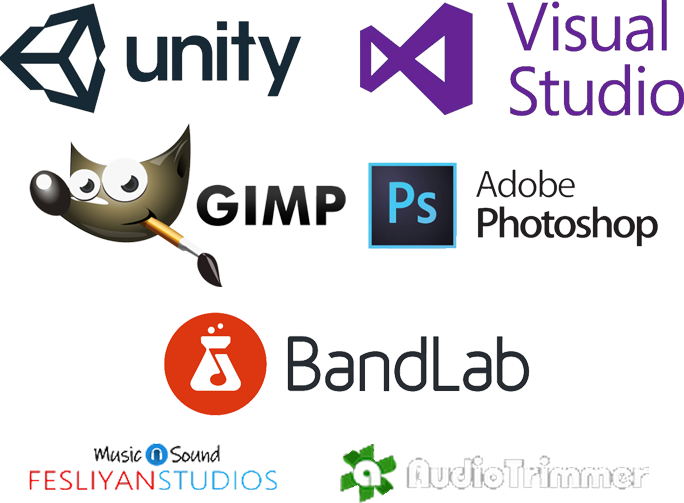 unity
Visual
Studio
GIMP
Ps
Adobe
Photoshop
BandLab
Music n Sound
FESLIYANSTUDIOS
a AudioTrimmer